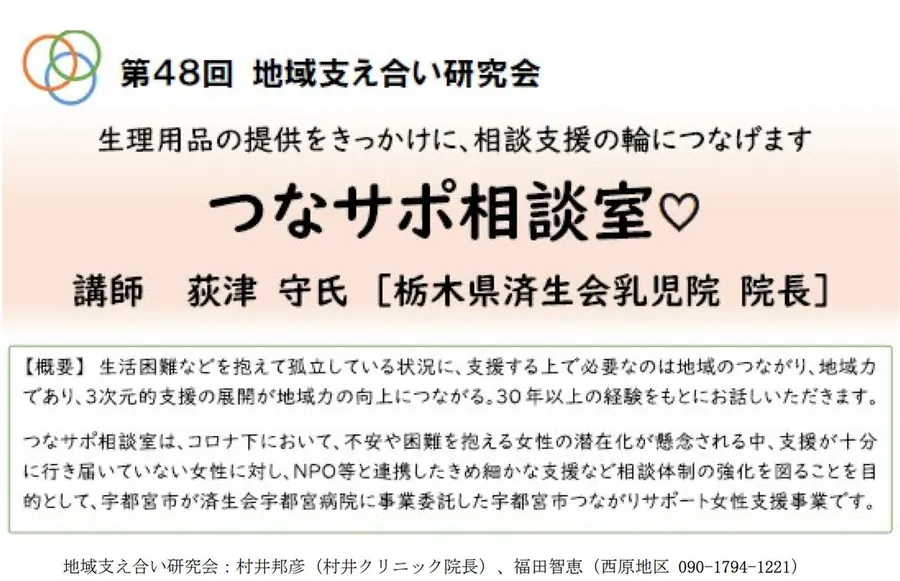 第48回 地域支え合い研究会
生理用品の提供をきっかけに、相談支援の輪につなげます
つなサポ相談室♡
講師 荻津 守氏 [栃木県済生会乳児院 院長]
【概要】 生活困難などを抱えて孤立している状況に、支援する上で必要なのは地域のつながり、地域力
であり、3次元的支援の展開が地域力の向上につながる。30年以上の経験をもとにお話しいただきます。
つなサポ相談室は、コロナ下において、不安や困難を抱える女性の潜在化が懸念される中、支援が十分
に行き届いていない女性に対し、NPO等と連携したきめ細かな支援など相談体制の強化を図ることを目
的として、宇都宮市が済生会宇都宮病院に事業委託した宇都宮市つながりサポート女性支援事業です。
地域支え合い研究会：村井邦彦（村井クリニック院長）、福田智恵（西原地区 090-1794-1221）